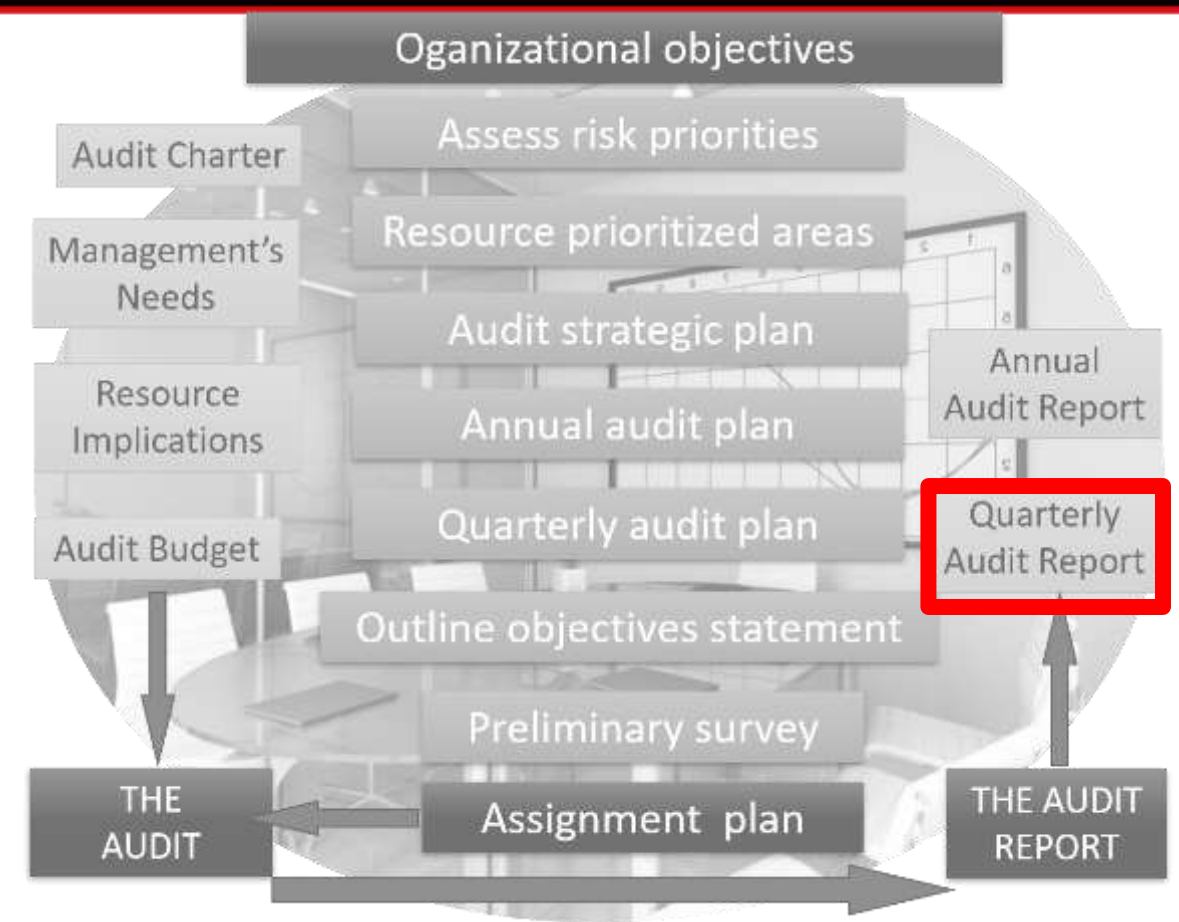 Oganizational objectives
Assess risk priorities
Audit Charter
Resource prioritized areas
Management's
Needs
Audit strategic plan
Annual
Audit Report
Resource
Implications
Annual audit plan
Quarterly audit plan
Quarterly
Audit Report
Audit Budget
Outline objectives statement
Preliminary survey
THE
AUDIT
Assignment plan
THE AUDIT
REPORT